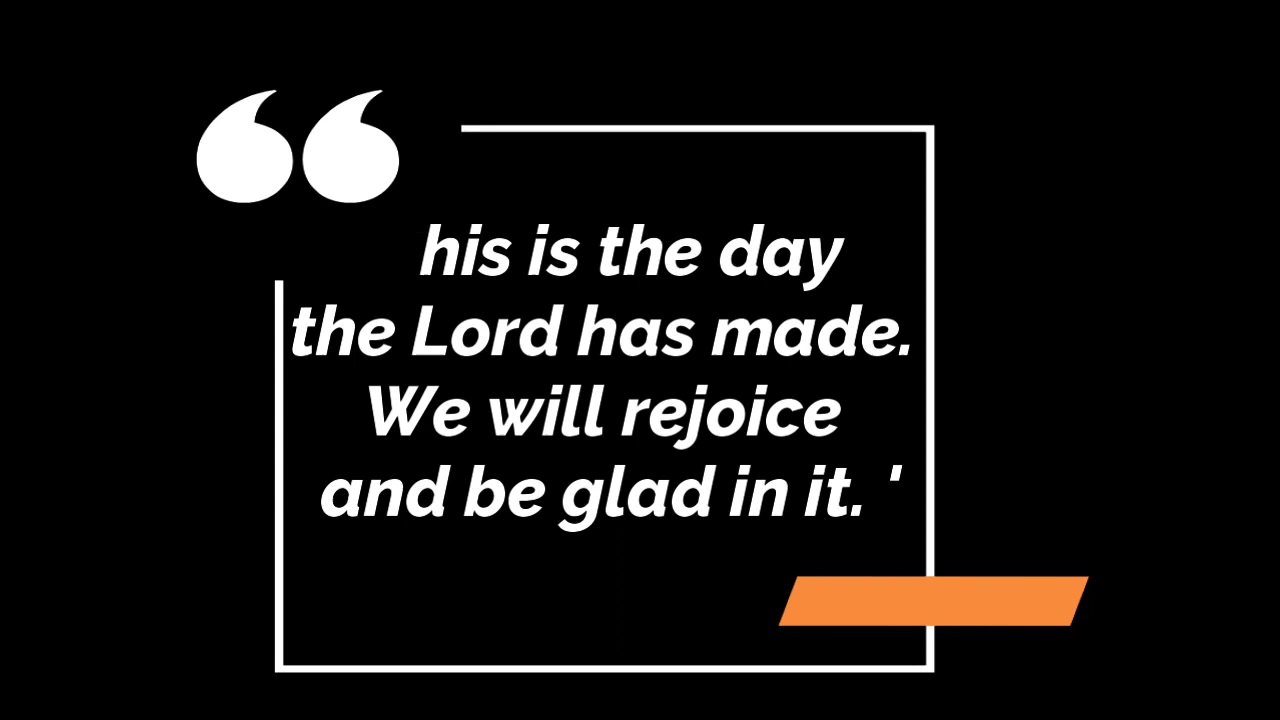 his is the day
the Lord has made.
We will rejoice
and be glad in it. '